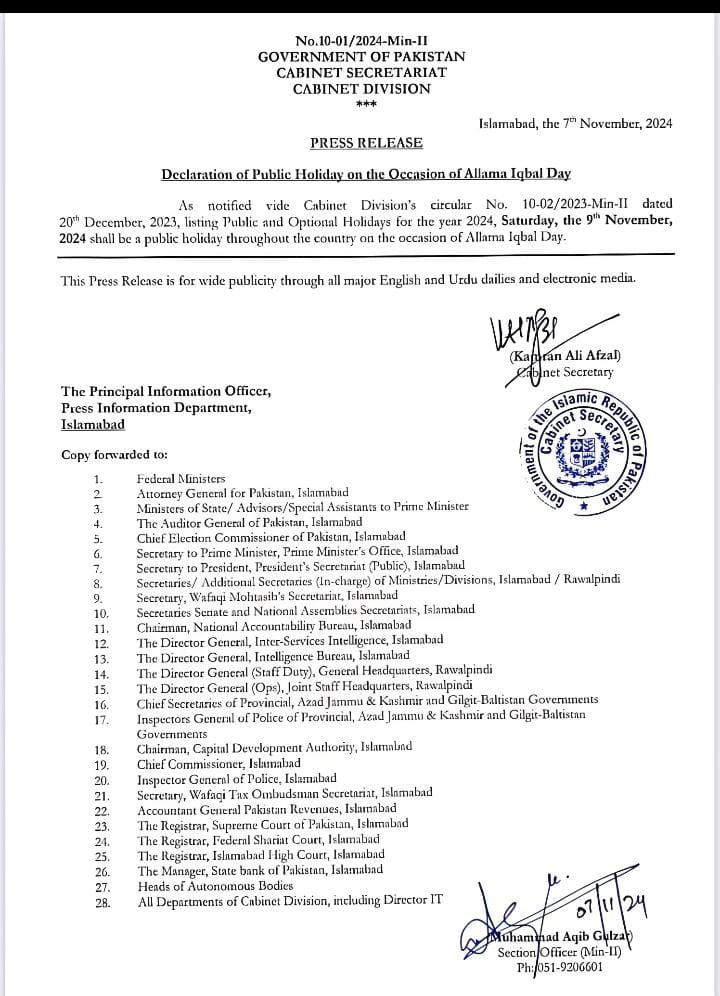 No.10-01/2024-Min-II
GOVERNMENT OF PAKISTAN
CABINET SECRETARIAT
CABINET DIVISION
***
Islamabad, the 7th November, 2024
PRESS RELEASE
Declaration of Public Holiday on the Occasion of Allama Iqbal Day
As notified vide Cabinet Division's circular No. 10-02/2023-Min-II dated
20th December, 2023, listing Public and Optional Holidays for the year 2024, Saturday, the 9th November,
2024 shall be a public holiday throughout the country on the occasion of Allama Iqbal Day.
This Press Release is for wide publicity through all major English and Urdu dailies and electronic media.
(Kamran Ali Afzal)
Cabinet Secretary
Government of the Islamic Republic of Pakistan
Cabinet Secretary
The Principal Information Officer,
Press Information Department,
Islamabad
Copy forwarded to:
1. Federal Ministers
2. Attorney General for Pakistan, Islamabad
3. Ministers of State/ Advisors/Special Assistants to Prime Minister
4. The Auditor General of Pakistan, Islamabad
5. Chief Election Commissioner of Pakistan, Islamabad
6. Secretary to Prime Minister, Prime Minister's Office, Islamabad
7. Secretary to President, President's Secretariat (Public), Islamabad
8. Secretaries/ Additional Secretaries (In-charge) of Ministries/Divisions, Islamabad / Rawalpindi
9. Secretary, Wafaqi Mohtasib's Secretariat, Islamabad
10. Secretaries Senate and National Assemblies Secretariats, Islamabad
11. Chairman, National Accountability Bureau, Islamabad
12. The Director General, Inter-Services Intelligence, Islamabad
13. The Director General, Intelligence Bureau, Islamabad
14. The Director General (Staff Duty), General Headquarters, Rawalpindi
15. The Director General (Ops), Joint Staff Headquarters, Rawalpindi
16. Chief Secretaries of Provincial, Azad Jammu & Kashmir and Gilgit-Baltistan Governments
17. Inspectors General of Police of Provincial, Azad Jammu & Kashmir and Gilgit-Baltistan
Governments
18. Chairman, Capital Development Authority, Islamabad
19. Chief Commissioner, Islamabad
20. Inspector General of Police, Islamabad
21. Secretary, Wafaqi Tax Ombudsman Secretariat, Islamabad
22. Accountant General Pakistan Revenues, Islamabad
23. The Registrar, Supreme Court of Pakistan, Islamabad
24. The Registrar, Federal Shariat Court, Islamabad
25. The Registrar, Islamabad High Court, Islamabad
26. The Manager, State bank of Pakistan, Islamabad
27. Heads of Autonomous Bodies
28. All Departments of Cabinet Division, including Director IT
07/11/24
(Muhammad Aqib Gulzar)
Section Officer (Min-II)
Ph: 051-9206601